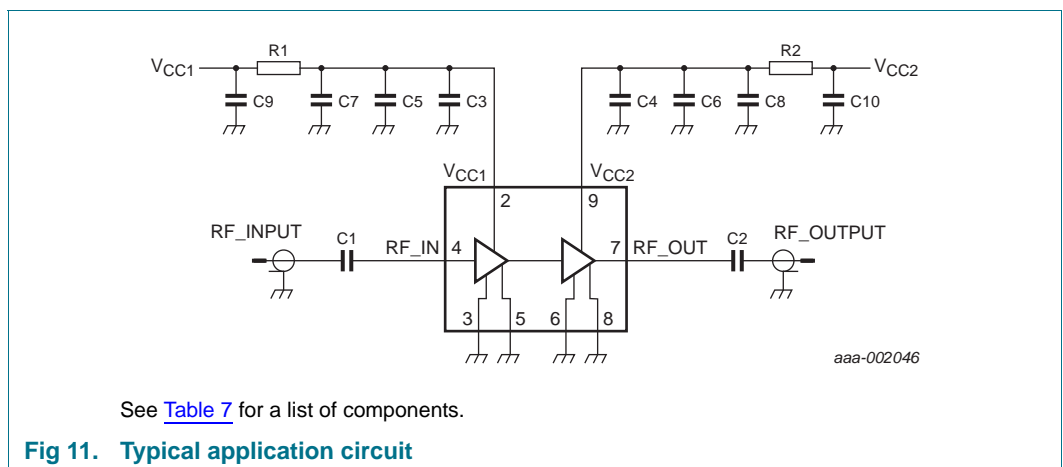 VCC1 R1 R2 VCC2
C9 C7 C5 C3 C4 C6 C8 C10
VCC1 VCC2
2 9
RF_INPUT C1 RF_IN 4 7 RF_OUT C2 RF_OUTPUT
3 5 6 8
aaa-002046
See Table 7 for a list of components.
Fig 11. Typical application circuit